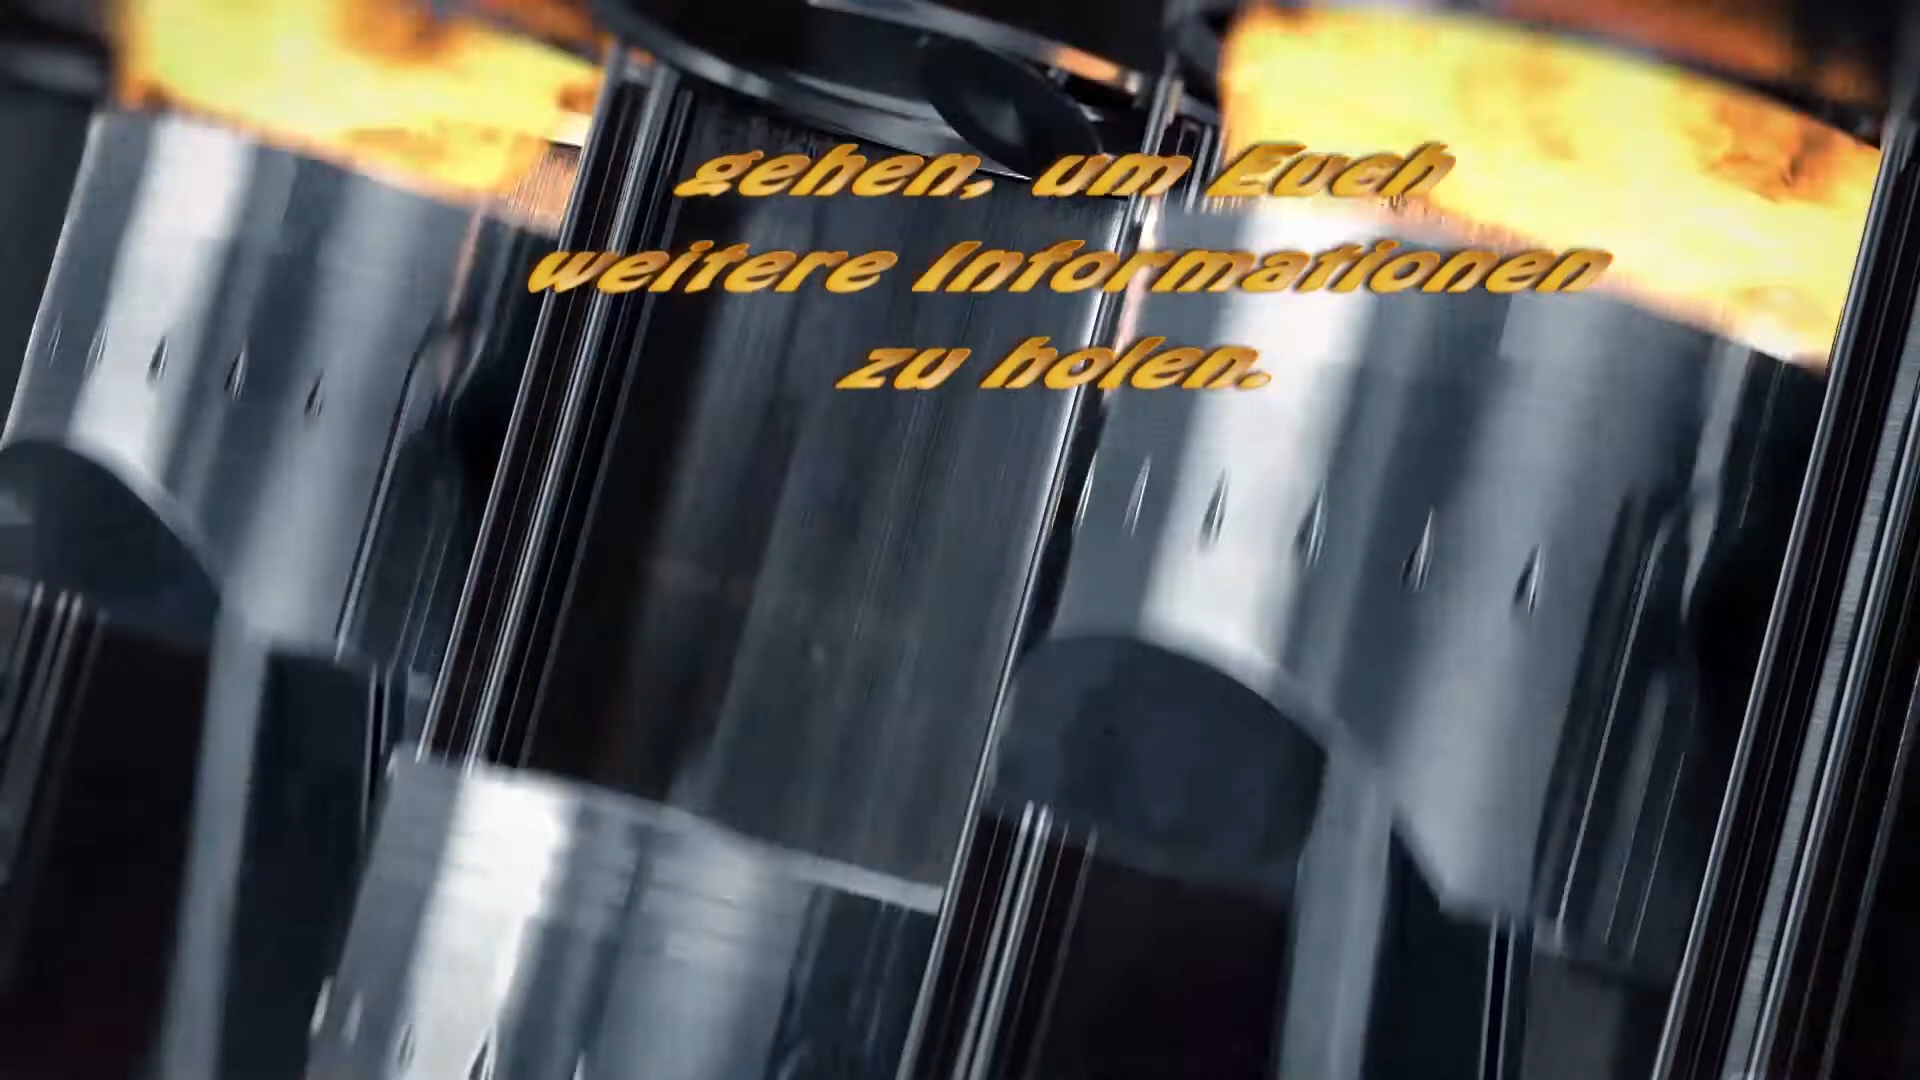 gehen, um Euch
weitere Informationen
zu holen.